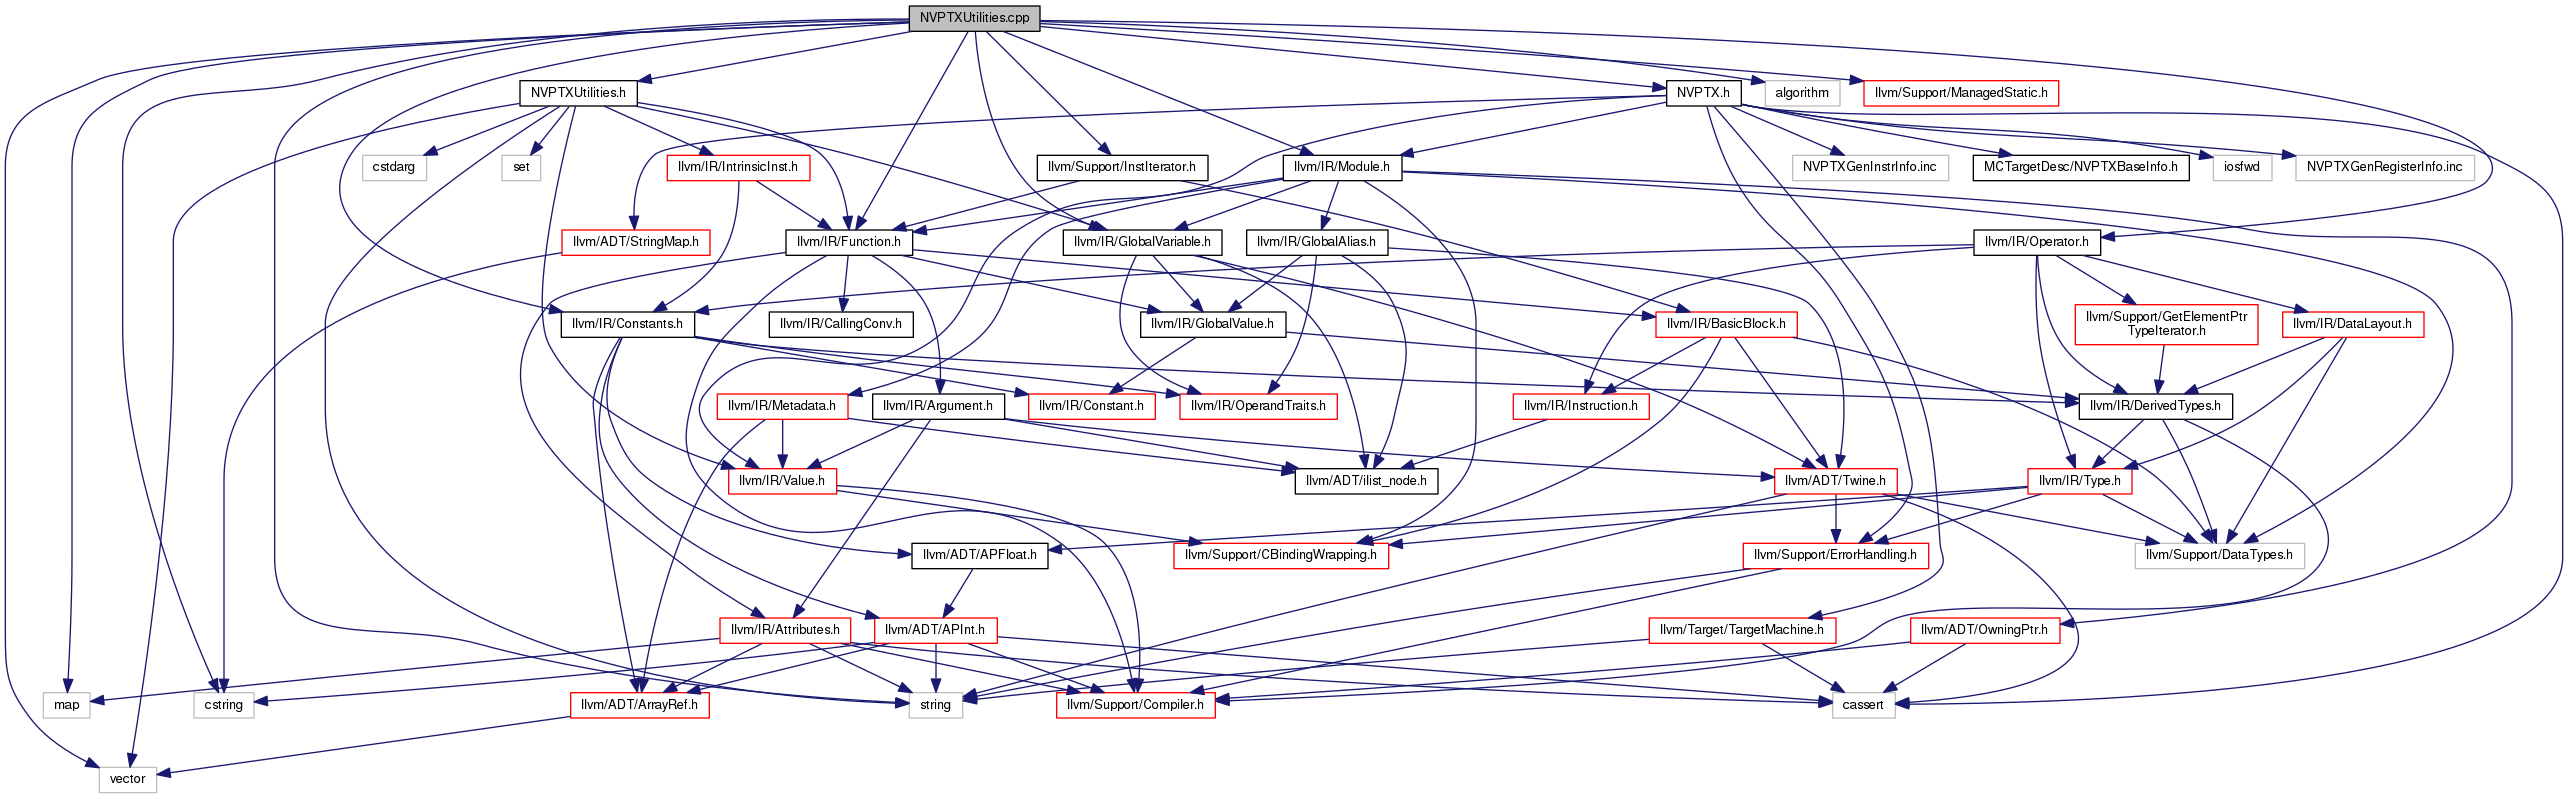 NVPTXUtilities.cpp
NVPTXUtilities.h
NVPTX.h
algorithm
llvm/Support/ManagedStatic.h
cstdarg
set
llvm/IR/IntrinsicInst.h
llvm/Support/InstIterator.h
llvm/IR/Module.h
NVPTXGenInstrInfo.inc
MCTargetDesc/NVPTXBaseInfo.h
iosfwd
NVPTXGenRegisterInfo.inc
llvm/ADT/StringMap.h
llvm/IR/Function.h
llvm/IR/GlobalVariable.h
llvm/IR/GlobalAlias.h
llvm/IR/Operator.h
llvm/IR/Constants.h
llvm/IR/CallingConv.h
llvm/IR/GlobalValue.h
llvm/IR/BasicBlock.h
llvm/Support/GetElementPtr
TypeIterator.h
llvm/IR/DataLayout.h
llvm/IR/Metadata.h
llvm/IR/Argument.h
llvm/IR/Constant.h
llvm/IR/OperandTraits.h
llvm/IR/Instruction.h
llvm/IR/DerivedTypes.h
llvm/IR/Value.h
llvm/ADT/ilist_node.h
llvm/ADT/Twine.h
llvm/IR/Type.h
llvm/ADT/APFloat.h
llvm/Support/CBindingWrapping.h
llvm/Support/ErrorHandling.h
llvm/Support/DataTypes.h
llvm/IR/Attributes.h
llvm/ADT/APInt.h
llvm/Target/TargetMachine.h
llvm/ADT/OwningPtr.h
map
cstring
llvm/ADT/ArrayRef.h
string
llvm/Support/Compiler.h
cassert
vector